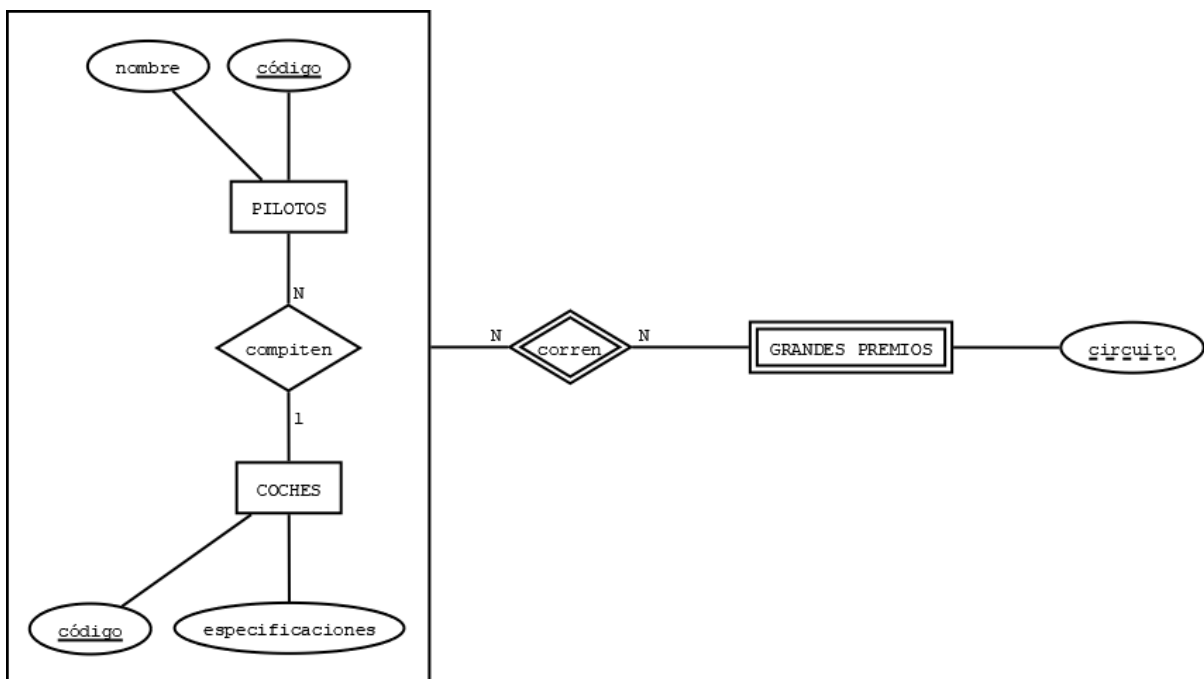 nombre
código
PILOTOS
N
compiten
1
COCHES
código
especificaciones
N
corren
N
GRANDES PREMIOS
circuito